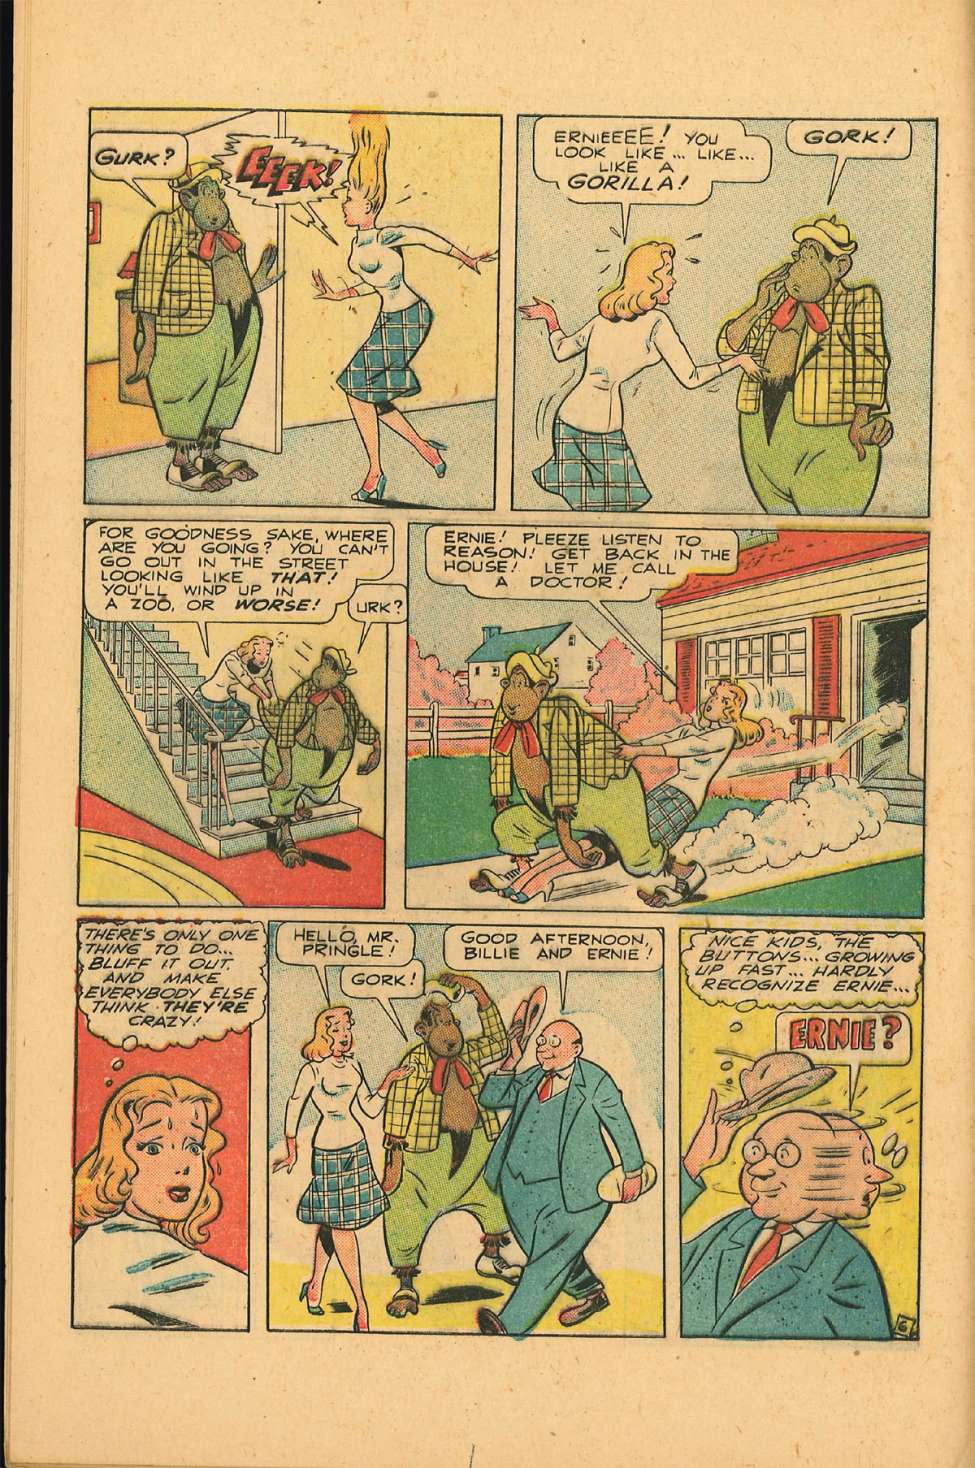 GURK?
EEEK!
ERNIEEEE! YOU
LOOK LIKE... LIKE...
LIKE A
GORILLA!
GORK!
FOR GOODNESS SAKE, WHERE
ARE YOU GOING? YOU CAN'T
GO OUT IN THE STREET
LOOKING LIKE THAT!
YOU'LL WIND UP IN
A ZOO, OR WORSE!
URK?
ERNIE! PLEEZE LISTEN TO
REASON! GET BACK IN THE
HOUSE! LET ME CALL
A DOCTOR!
THERE'S ONLY ONE
THING TO DO...
BLUFF IT OUT
AND MAKE
EVERYBODY ELSE
THINK THEY'RE
CRAZY!
HELLO, MR.
PRINGLE!
GORK!
GOOD AFTERNOON,
BILLIE AND ERNIE!
NICE KIDS, THE
BUTTONS... GROWING
UP FAST... HARDLY
RECOGNIZE ERNIE...
ERNIE?
6